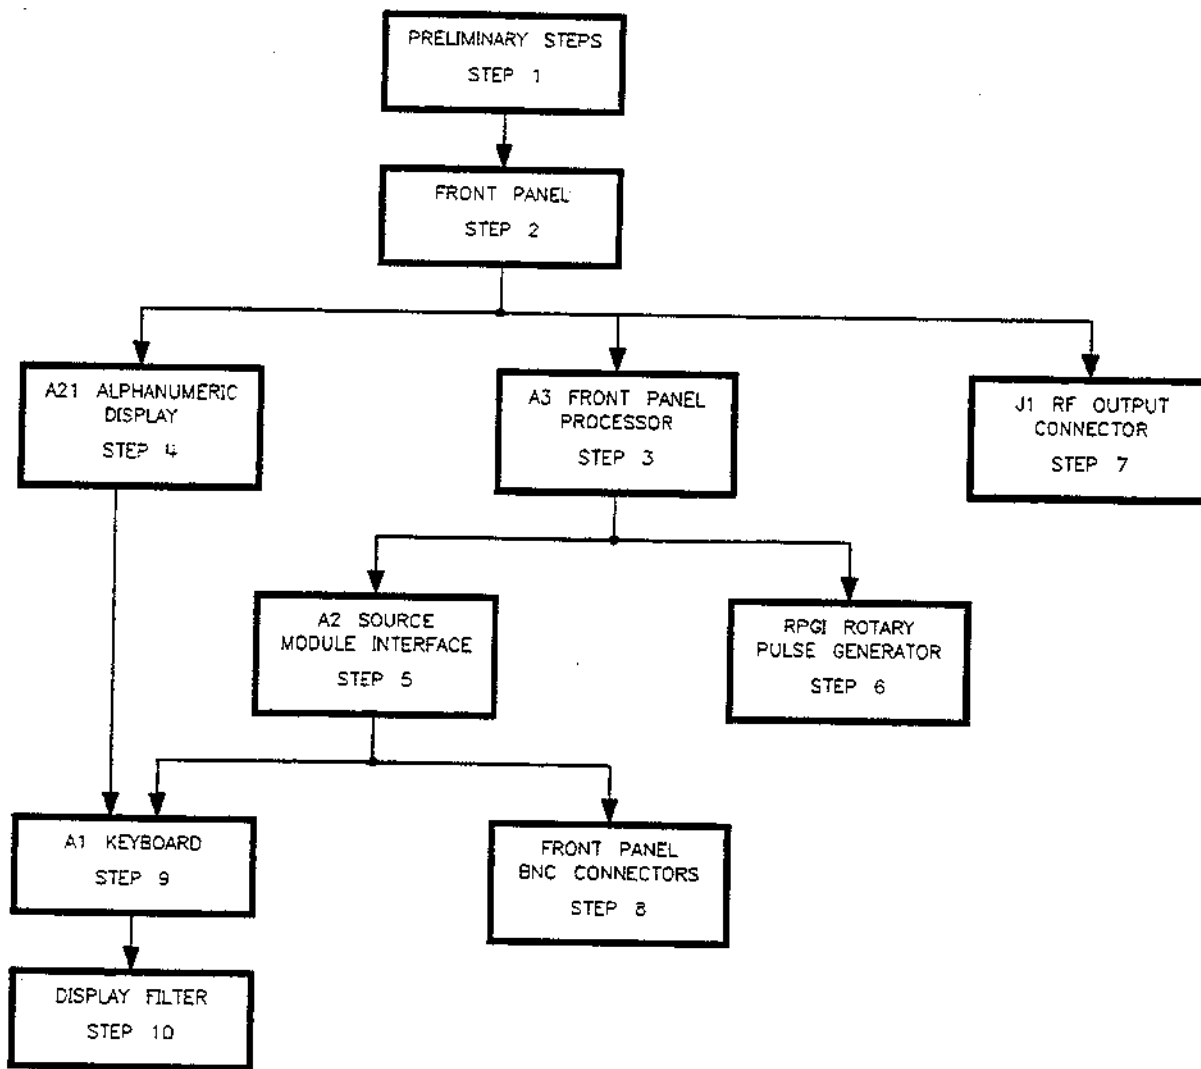 PRELIMINARY STEPS
STEP 1
FRONT PANEL
STEP 2
A21 ALPHANUMERIC
DISPLAY
STEP 4
A3 FRONT PANEL
PROCESSOR
STEP 3
J1 RF OUTPUT
CONNECTOR
STEP 7
A2 SOURCE
MODULE INTERFACE
STEP 5
RPGI ROTARY
PULSE GENERATOR
STEP 6
A1 KEYBOARD
STEP 9
FRONT PANEL
BNC CONNECTORS
STEP 8
DISPLAY FILTER
STEP 10